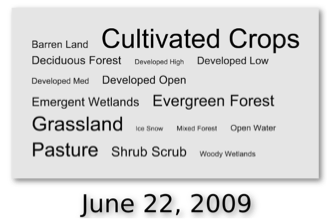 Barren Land Cultivated Crops
Deciduous Forest Developed High Developed Low
Developed Med Developed Open
Emergent Wetlands Evergreen Forest
Grassland Ice Snow Mixed Forest Open Water
Pasture Shrub Scrub Woody Wetlands
June 22, 2009